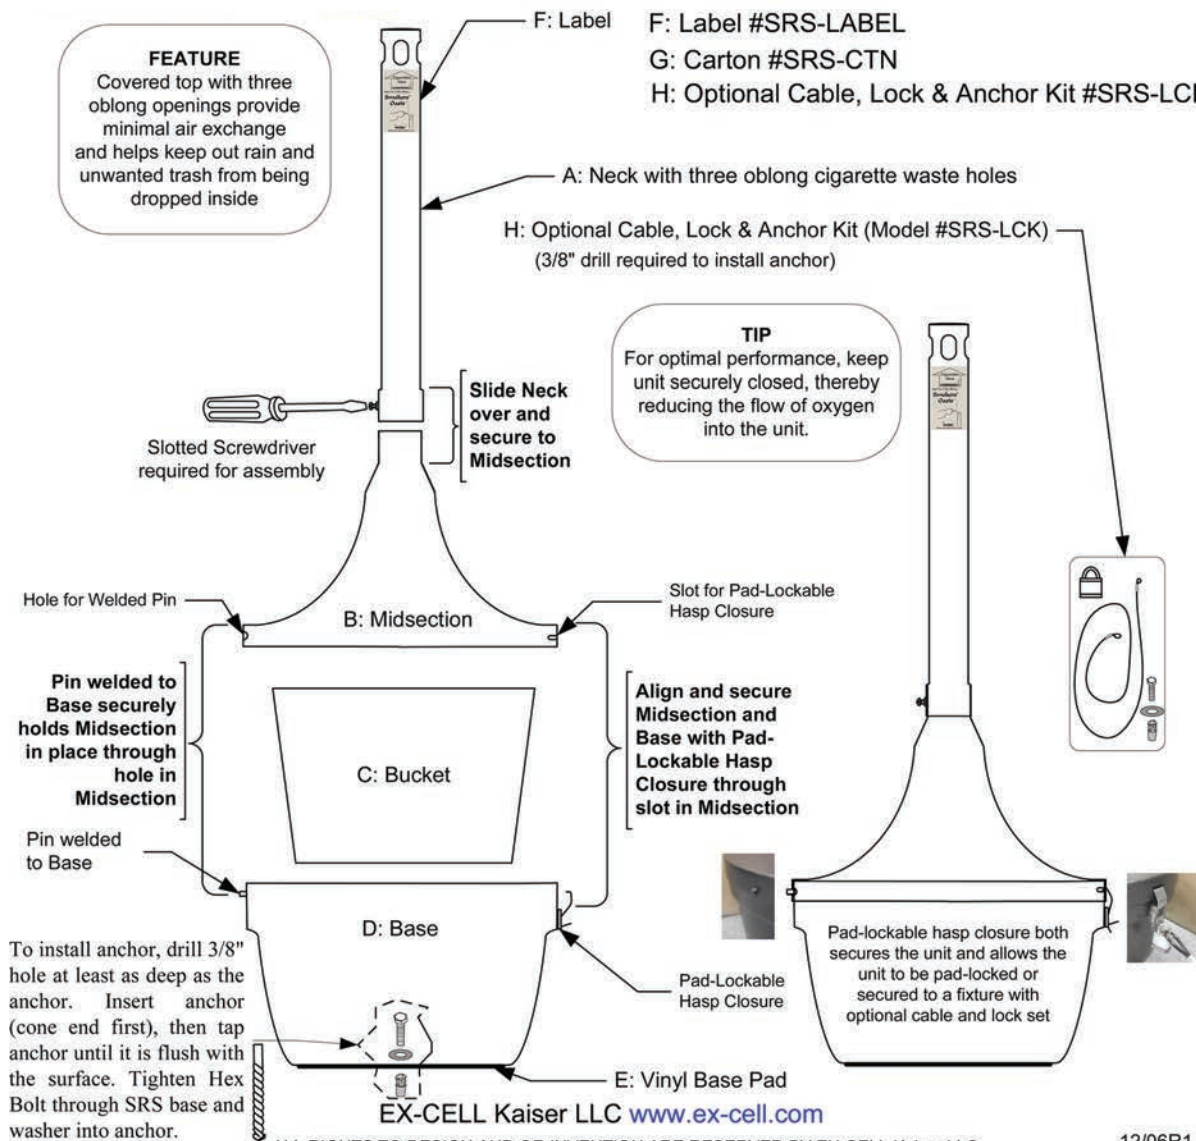 F: Label
F: Label #SRS-LABEL
G: Carton #SRS-CTN
H: Optional Cable, Lock & Anchor Kit #SRS-LC
FEATURE
Covered top with three
oblong openings provide
minimal air exchange
and helps keep out rain and
unwanted trash from being
dropped inside
A: Neck with three oblong cigarette waste holes
H: Optional Cable, Lock & Anchor Kit (Model #SRS-LCK)
(3/8" drill required to install anchor)
TIP
For optimal performance, keep
unit securely closed, thereby
reducing the flow of oxygen
into the unit.
Slide Neck
over and
secure to
Midsection
Slotted Screwdriver
required for assembly
Hole for Welded Pin
B: Midsection
Slot for Pad-Lockable
Hasp Closure
Pin welded to
Base securely
holds Midsection
in place through
hole in
Midsection
C: Bucket
Align and secure
Midsection and
Base with Pad-
Lockable Hasp
Closure through
slot in Midsection
Pin welded
to Base
D: Base
Pad-Lockable
Hasp Closure
Pad-lockable hasp closure both
secures the unit and allows the
unit to be pad-locked or
secured to a fixture with
optional cable and lock set
To install anchor, drill 3/8"
hole at least as deep as the
anchor. Insert anchor
(cone end first), then tap
anchor until it is flush with
the surface. Tighten Hex
Bolt through SRS base and
washer into anchor.
E: Vinyl Base Pad
EX-CELL Kaiser LLC www.ex-cell.com
12/06R1